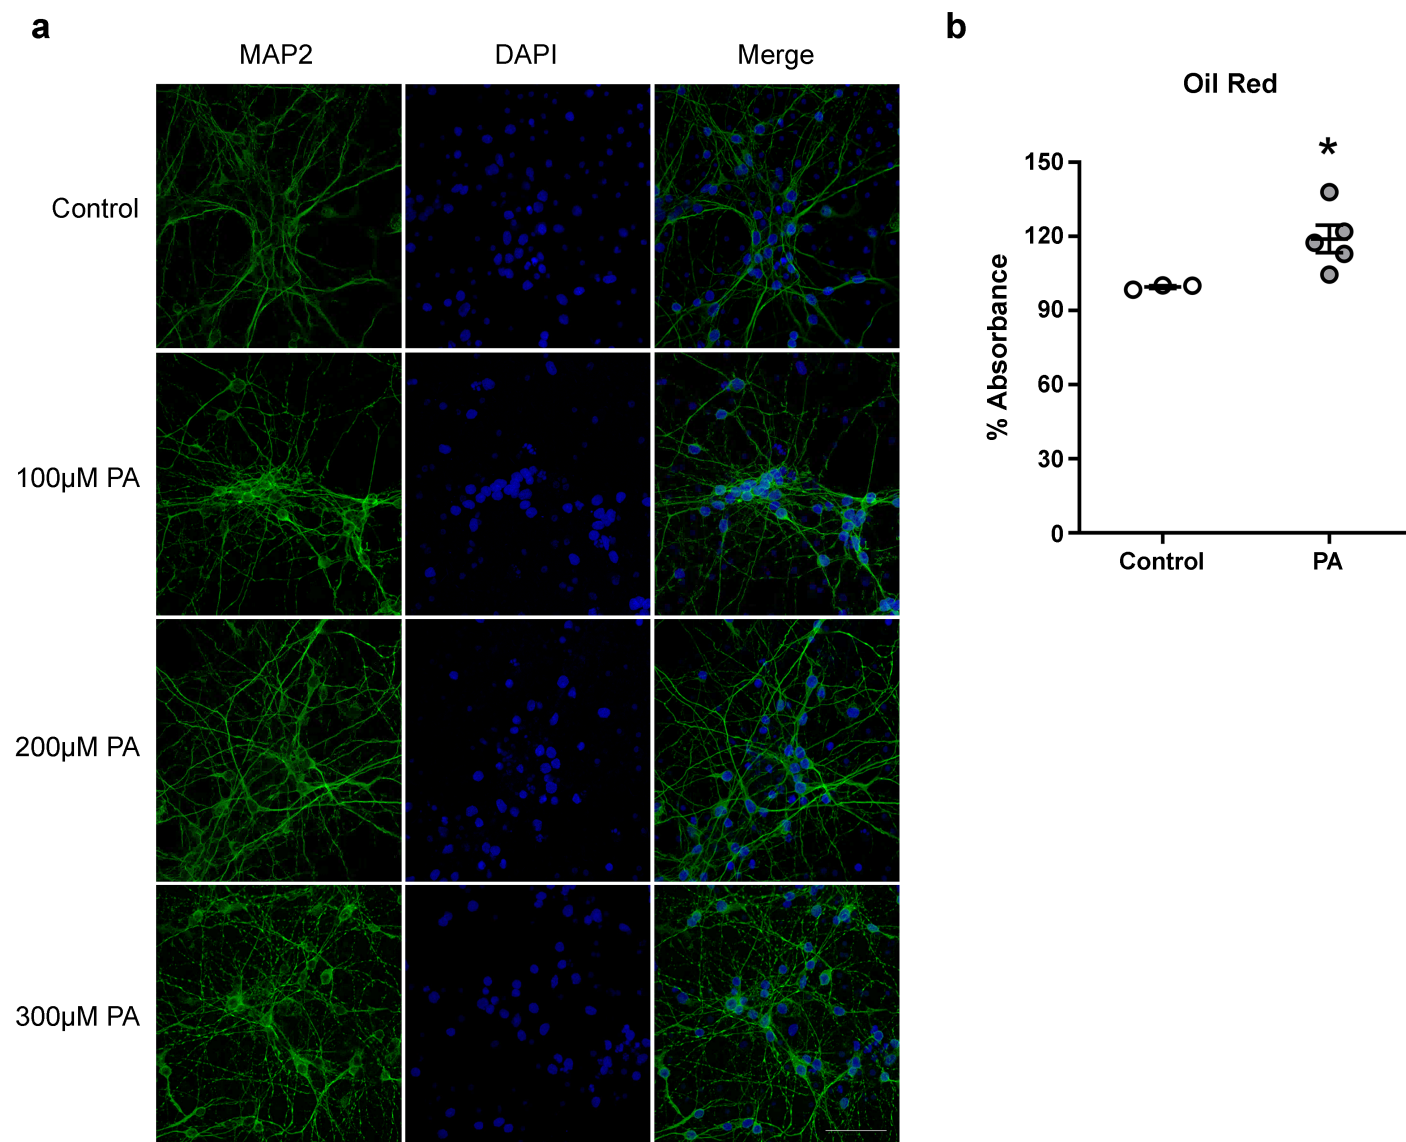 a
MAP2 DAPI Merge
Control
100µM PA
200µM PA
300µM PA
b
Oil Red
*
150
120
90
60
30
0
% Absorbance
Control PA